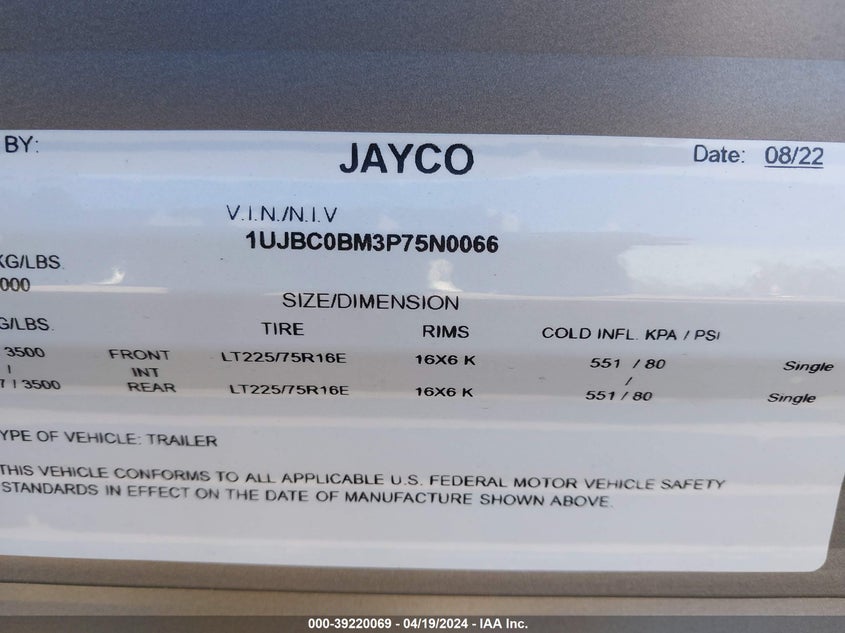 BY: JAYCO Date: 08/22
V.I.N./N.I.V
1UJBC0BM3P75N0066
KG/LBS.
000
SIZE/DIMENSION
G/LBS. TIRE RIMS COLD INFL. KPA / PSI
3500 FRONT LT225/75R16E 16X6 K 551 / 80 Single
/ INT /
7 / 3500 REAR LT225/75R16E 16X6 K 551 / 80 Single
YPE OF VEHICLE: TRAILER
THIS VEHICLE CONFORMS TO ALL APPLICABLE U.S. FEDERAL MOTOR VEHICLE SAFETY
STANDARDS IN EFFECT ON THE DATE OF MANUFACTURE SHOWN ABOVE.
000-39220069 - 04/19/2024 - IAA Inc.